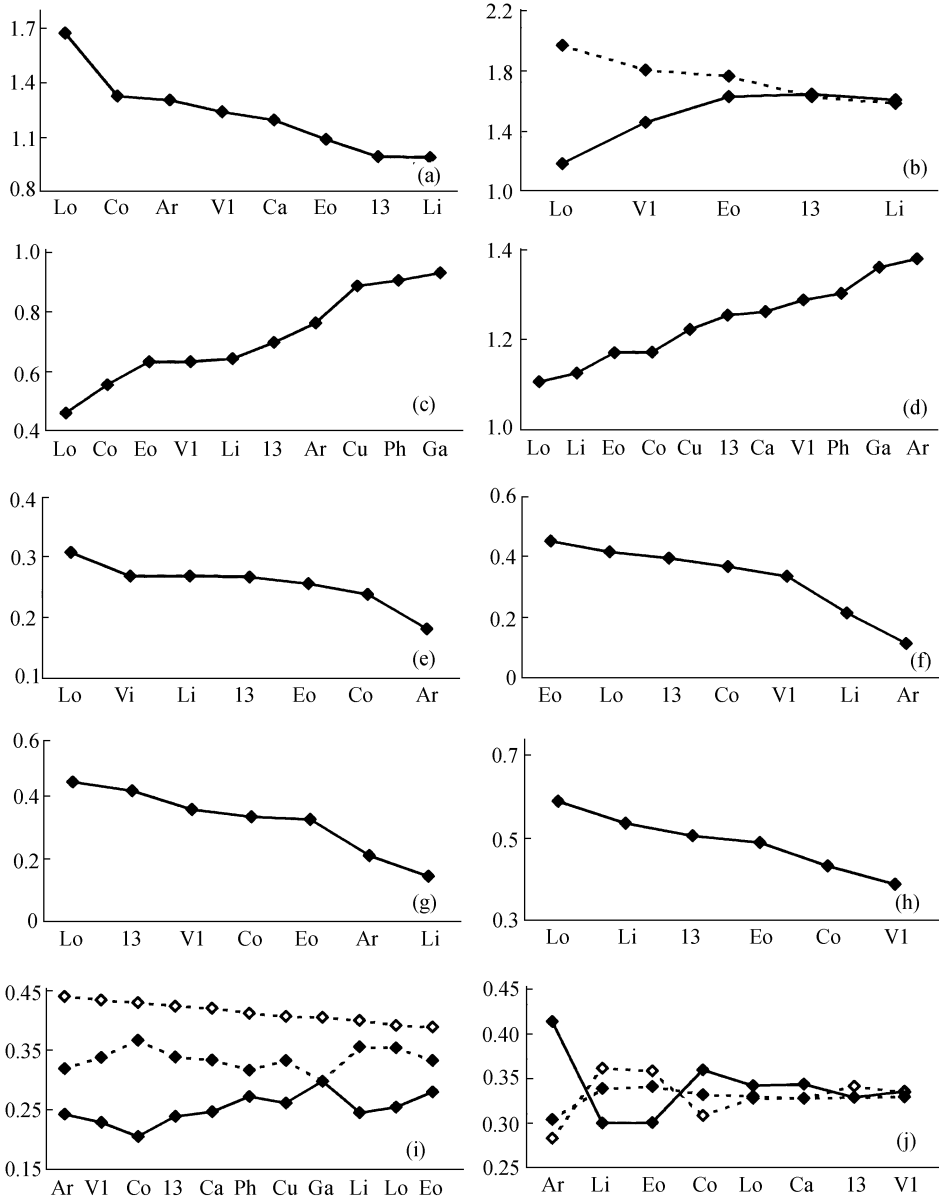 1.7
1.4
1.1
0.8
(a)
Lo Co Ar V1 Ca Eo 13 Li
2.2
1.8
1.4
1.0
(b)
Lo V1 Eo 13 Li
1.0
0.8
0.6
0.4
(c)
Lo Co Eo V1 Li 13 Ar Cu Ph Ga
1.4
1.2
1.0
(d)
Lo Li Eo Co Cu 13 Ca V1 Ph Ga Ar
0.4
0.3
0.2
0.1
(e)
Lo Vi Li 13 Eo Co Ar
0.6
0.4
0.2
0
(f)
Eo Lo 13 Co V1 Li Ar
0.6
0.4
0.2
0
(g)
Lo 13 V1 Co Eo Ar Li
0.7
0.5
0.3
(h)
Lo Li 13 Eo Co V1
0.45
0.35
0.25
0.15
(i)
Ar V1 Co 13 Ca Ph Cu Ga Li Lo Eo
0.45
0.40
0.35
0.30
0.25
(j)
Ar Li Eo Co Lo Ca 13 V1